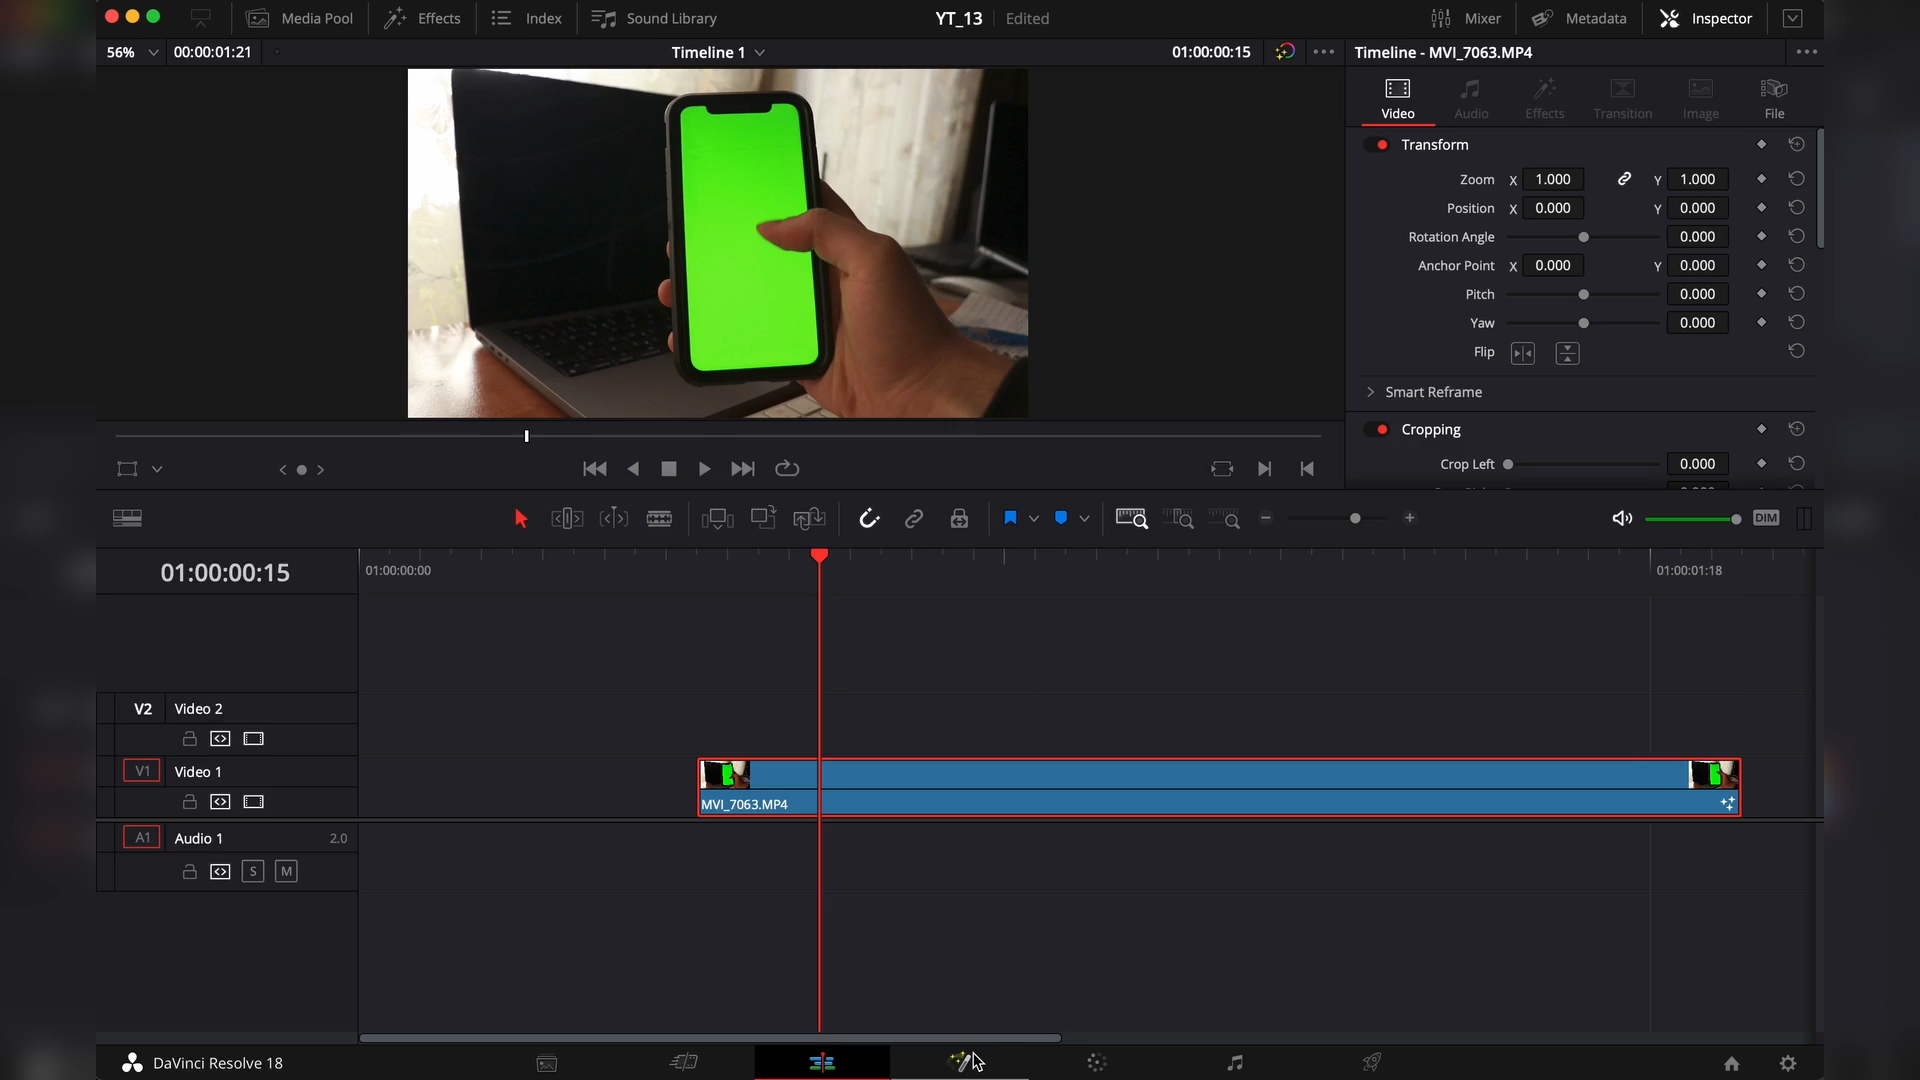 Media Pool
Effects
Index
Sound Library
YT_13
Edited
Mixer
Metadata
Inspector
56%
00:00:01:21
Timeline 1
01:00:00:15
Timeline - MVI_7063.MP4
Video
Audio
Effects
Transition
Image
File
Transform
Zoom X 1.000 Y 1.000
Position X 0.000 Y 0.000
Rotation Angle 0.000
Anchor Point X 0.000 Y 0.000
Pitch 0.000
Yaw 0.000
Flip
Smart Reframe
Cropping
Crop Left 0.000
DIM
01:00:00:15
01:00:00:00
01:00:01:18
V2 Video 2
V1 Video 1
MVI_7063.MP4
A1 Audio 1 2.0
S M
DaVinci Resolve 18